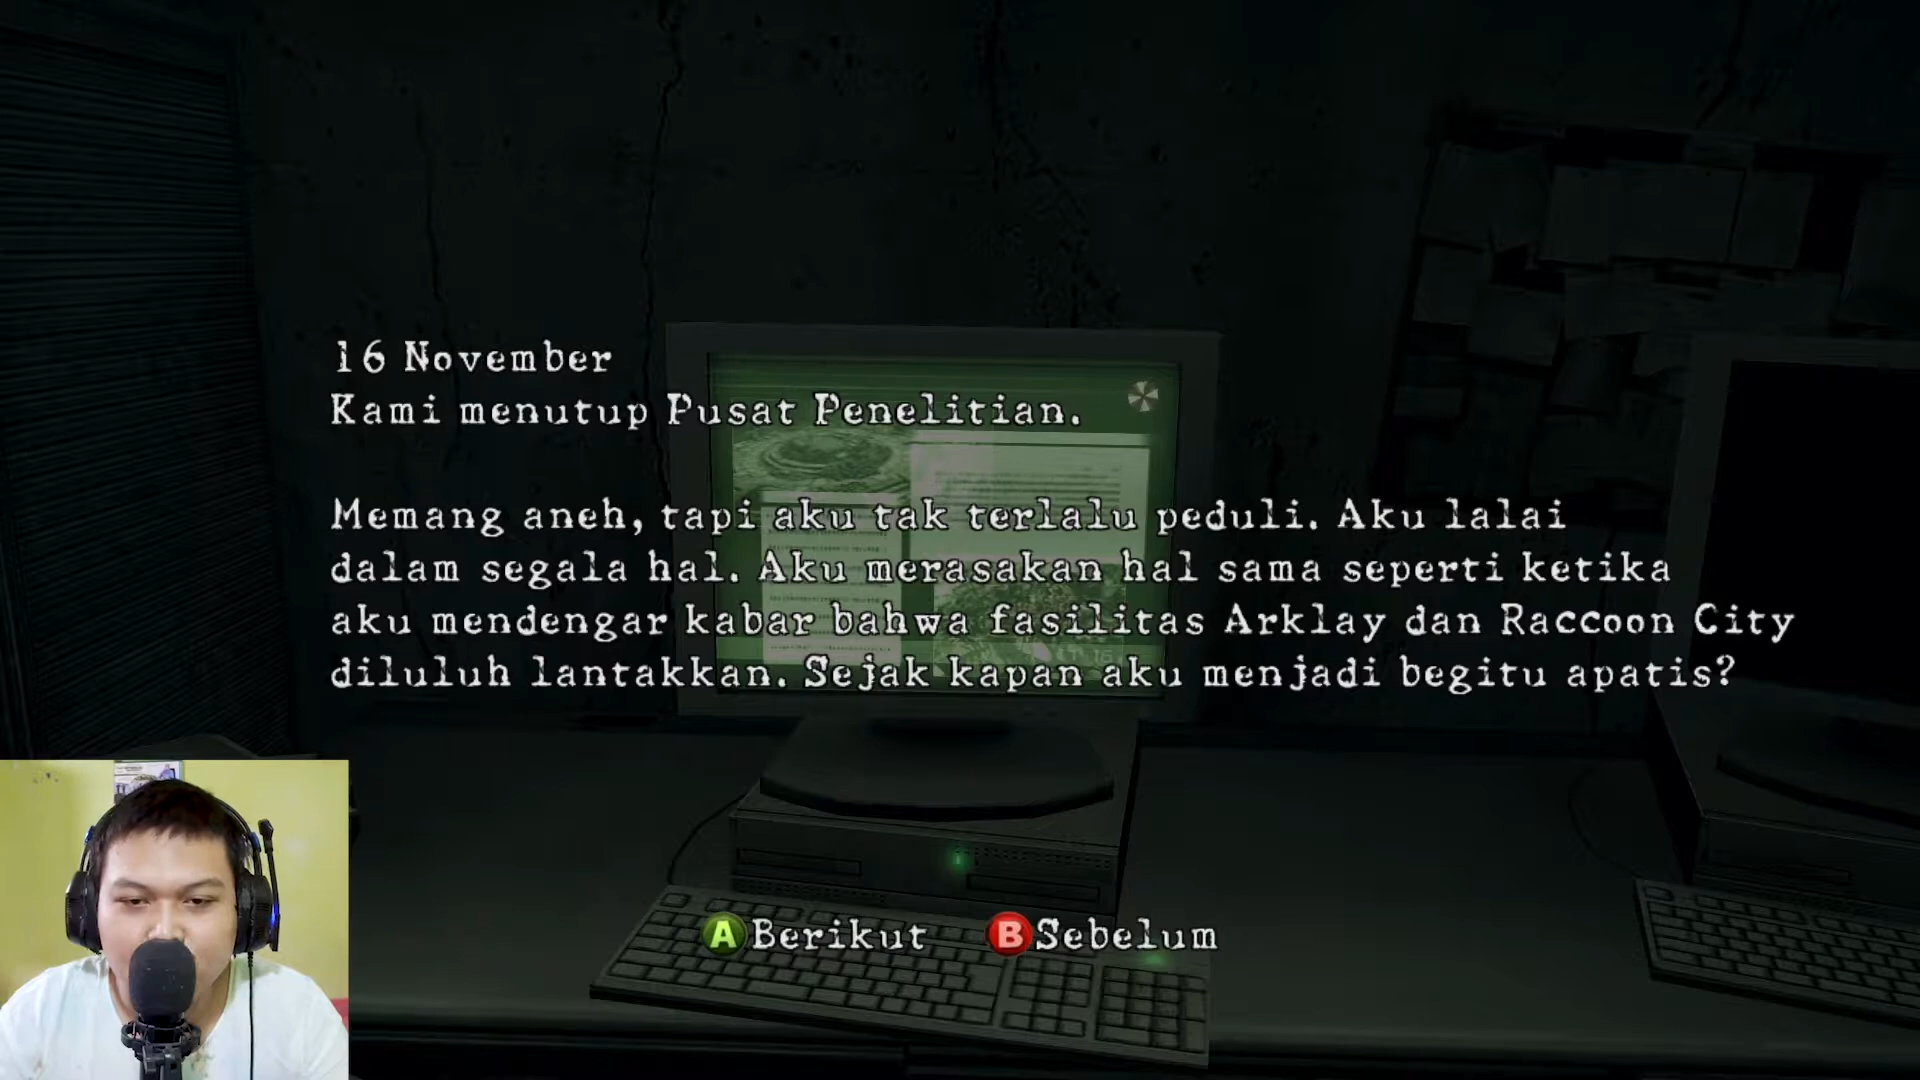 16 November
Kami menutup Pusat Penelitian.
Memang aneh, tapi aku tak terlalu peduli. Aku lalai
dalam segala hal. Aku merasakan hal sama seperti ketika
aku mendengar kabar bahwa fasilitas Arklay dan Raccoon City
diluluh lantakkan. Sejak kapan aku menjadi begitu apatis?
A Berikut B Sebelum